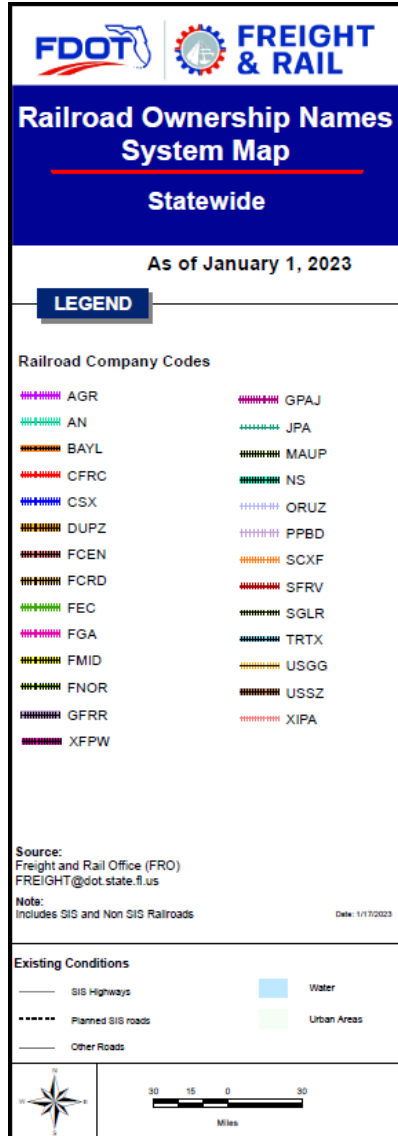 FDOT
FREIGHT
& RAIL
Railroad Ownership Names
System Map
Statewide
As of January 1, 2023
LEGEND
Railroad Company Codes
AGR
AN
BAYL
CFRC
CSX
DUPZ
FCEN
FCRD
FEC
FGA
FMID
FNOR
GFRR
XFPW
GPAJ
JPA
MAUP
NS
ORUZ
PPBD
SCXF
SFRV
SGLR
TRTX
USGG
USSZ
XIPA
Source:
Freight and Rail Office (FRO)
FREIGHT@dot.state.fl.us
Note:
Includes SIS and Non SIS Railroads
Date: 1/17/2023
Existing Conditions
SIS Highways
Planned SIS roads
Other Roads
Water
Urban Areas
N
W
E
S
30 15 0 30
Miles